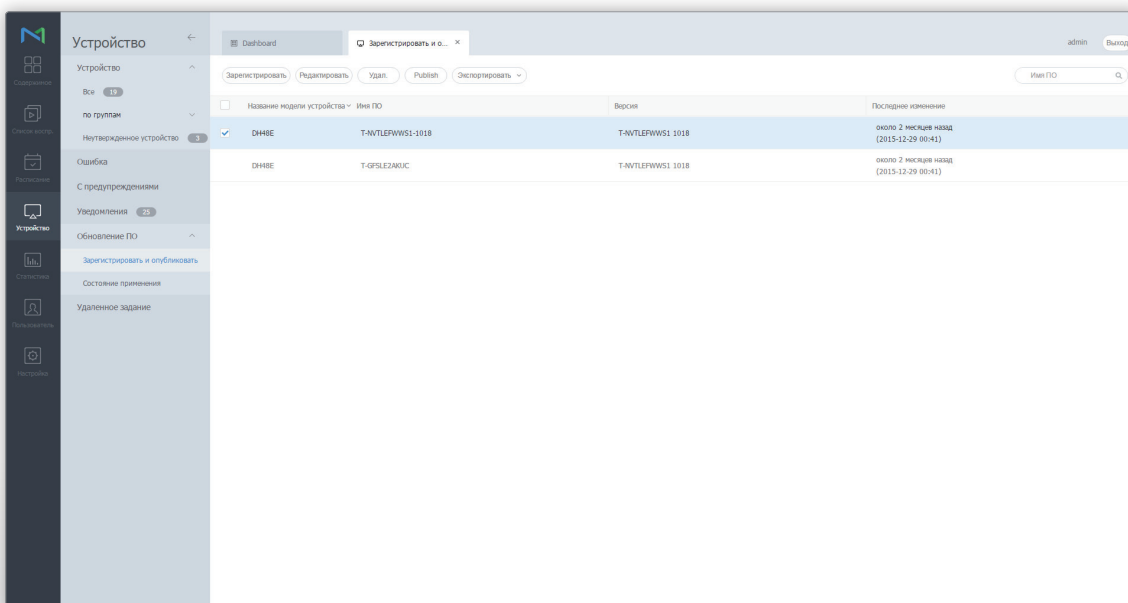 Устройство
Dashboard
Зарегистрировать и о... ×
admin
Выход
Содержимое
Список воспр.
Расписание
Устройство
Статистика
Пользователь
Настройка
Устройство
Все 19
по группам
Неутвержденное устройство 3
Ошибка
С предупреждениями
Уведомления 25
Обновление ПО
Зарегистрировать и опубликовать
Состояние применения
Удаленное задание
Зарегистрировать Редактировать Удал. Publish Экспортировать
Имя ПО
Название модели устройства Имя ПО Версия Последнее изменение
DH48E T-NVTLEFWWS1-1018 T-NVTLEFWWS1 1018 около 2 месяцев назад
(2015-12-29 00:41)
DH48E T-GFSLE2AKUC T-NVTLEFWWS1 1018 около 2 месяцев назад
(2015-12-29 00:41)